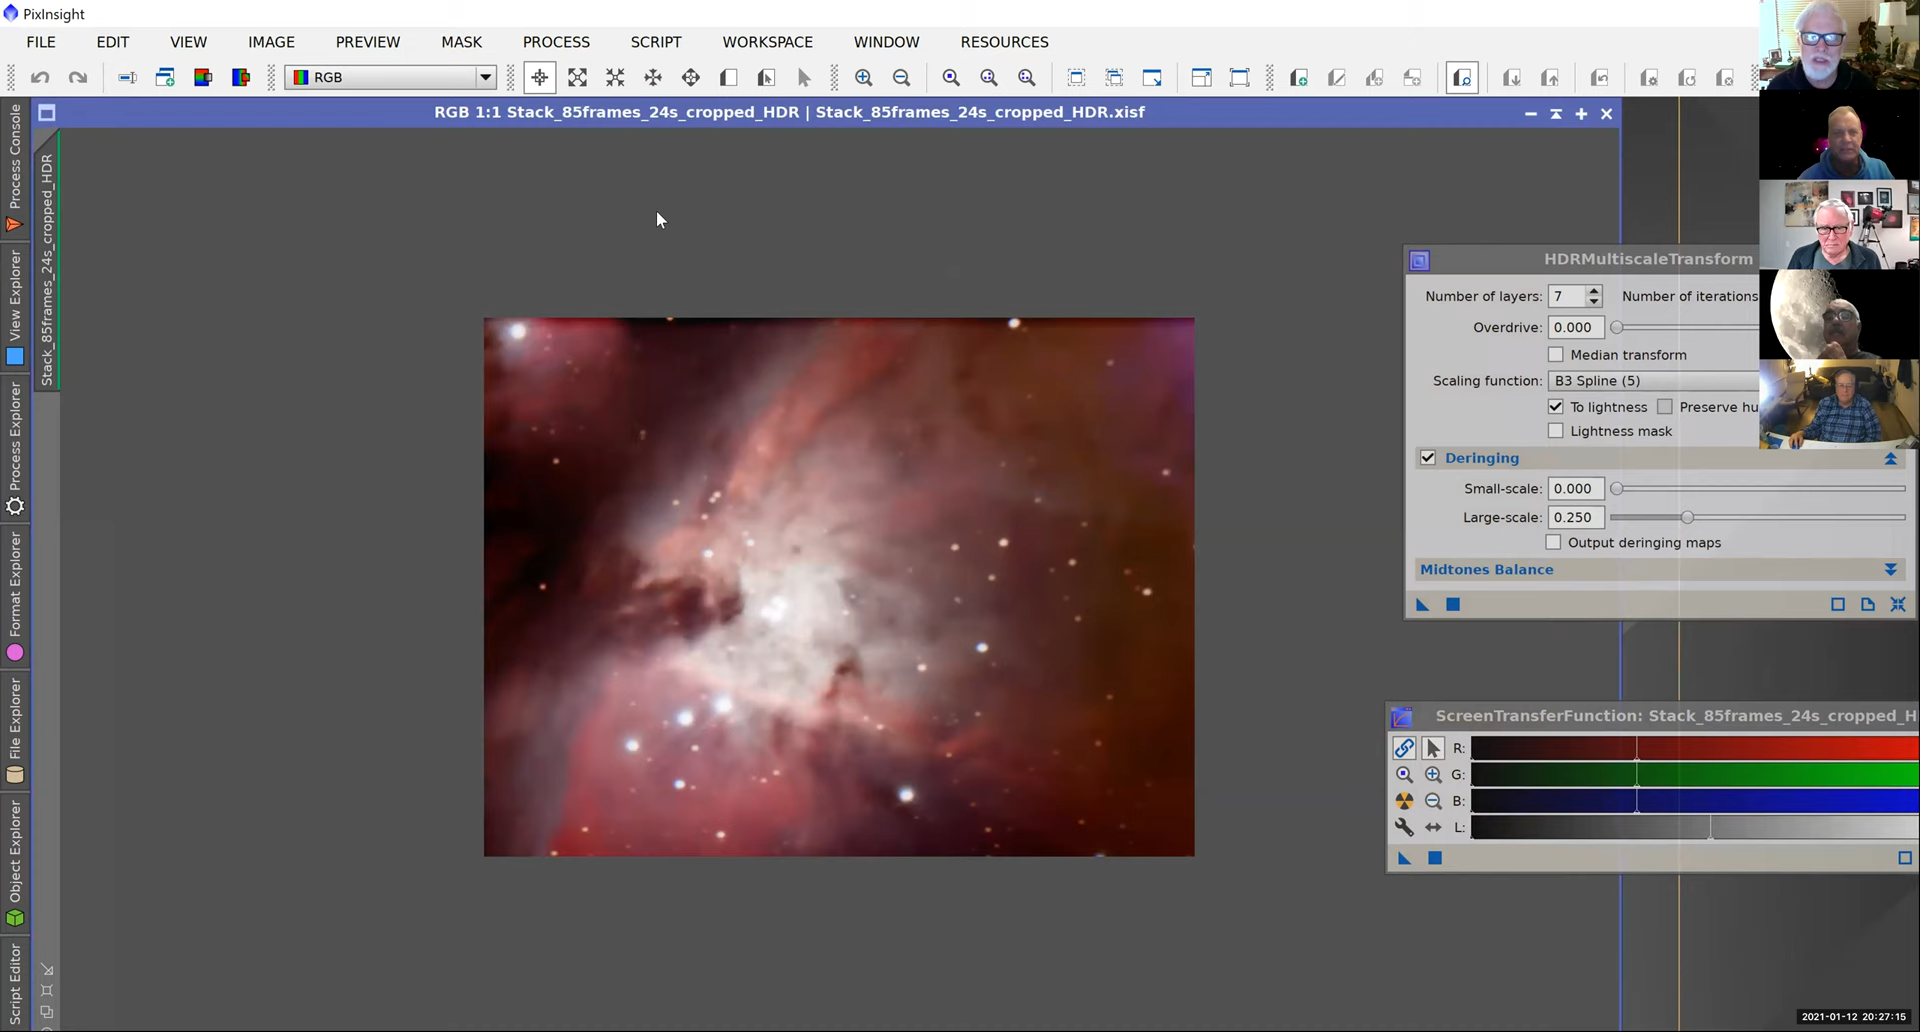 PixInsight
FILE EDIT VIEW IMAGE PREVIEW MASK PROCESS SCRIPT WORKSPACE WINDOW RESOURCES
RGB
RGB 1:1 Stack_85frames_24s_cropped_HDR | Stack_85frames_24s_cropped_HDR.xisf
Process Console
View Explorer
Process Explorer
Format Explorer
File Explorer
Object Explorer
Script Editor
Stack_85frames_24s_cropped_HDR
HDRMultiscaleTransform
Number of layers: 7 Number of iterations
Overdrive: 0.000
Median transform
Scaling function: B3 Spline (5)
To lightness Preserve hu
Lightness mask
Deringing
Small-scale: 0.000
Large-scale: 0.250
Output deringing maps
Midtones Balance
ScreenTransferFunction: Stack_85frames_24s_cropped_H
R:
G:
B:
L:
2021-01-12 20:27:15